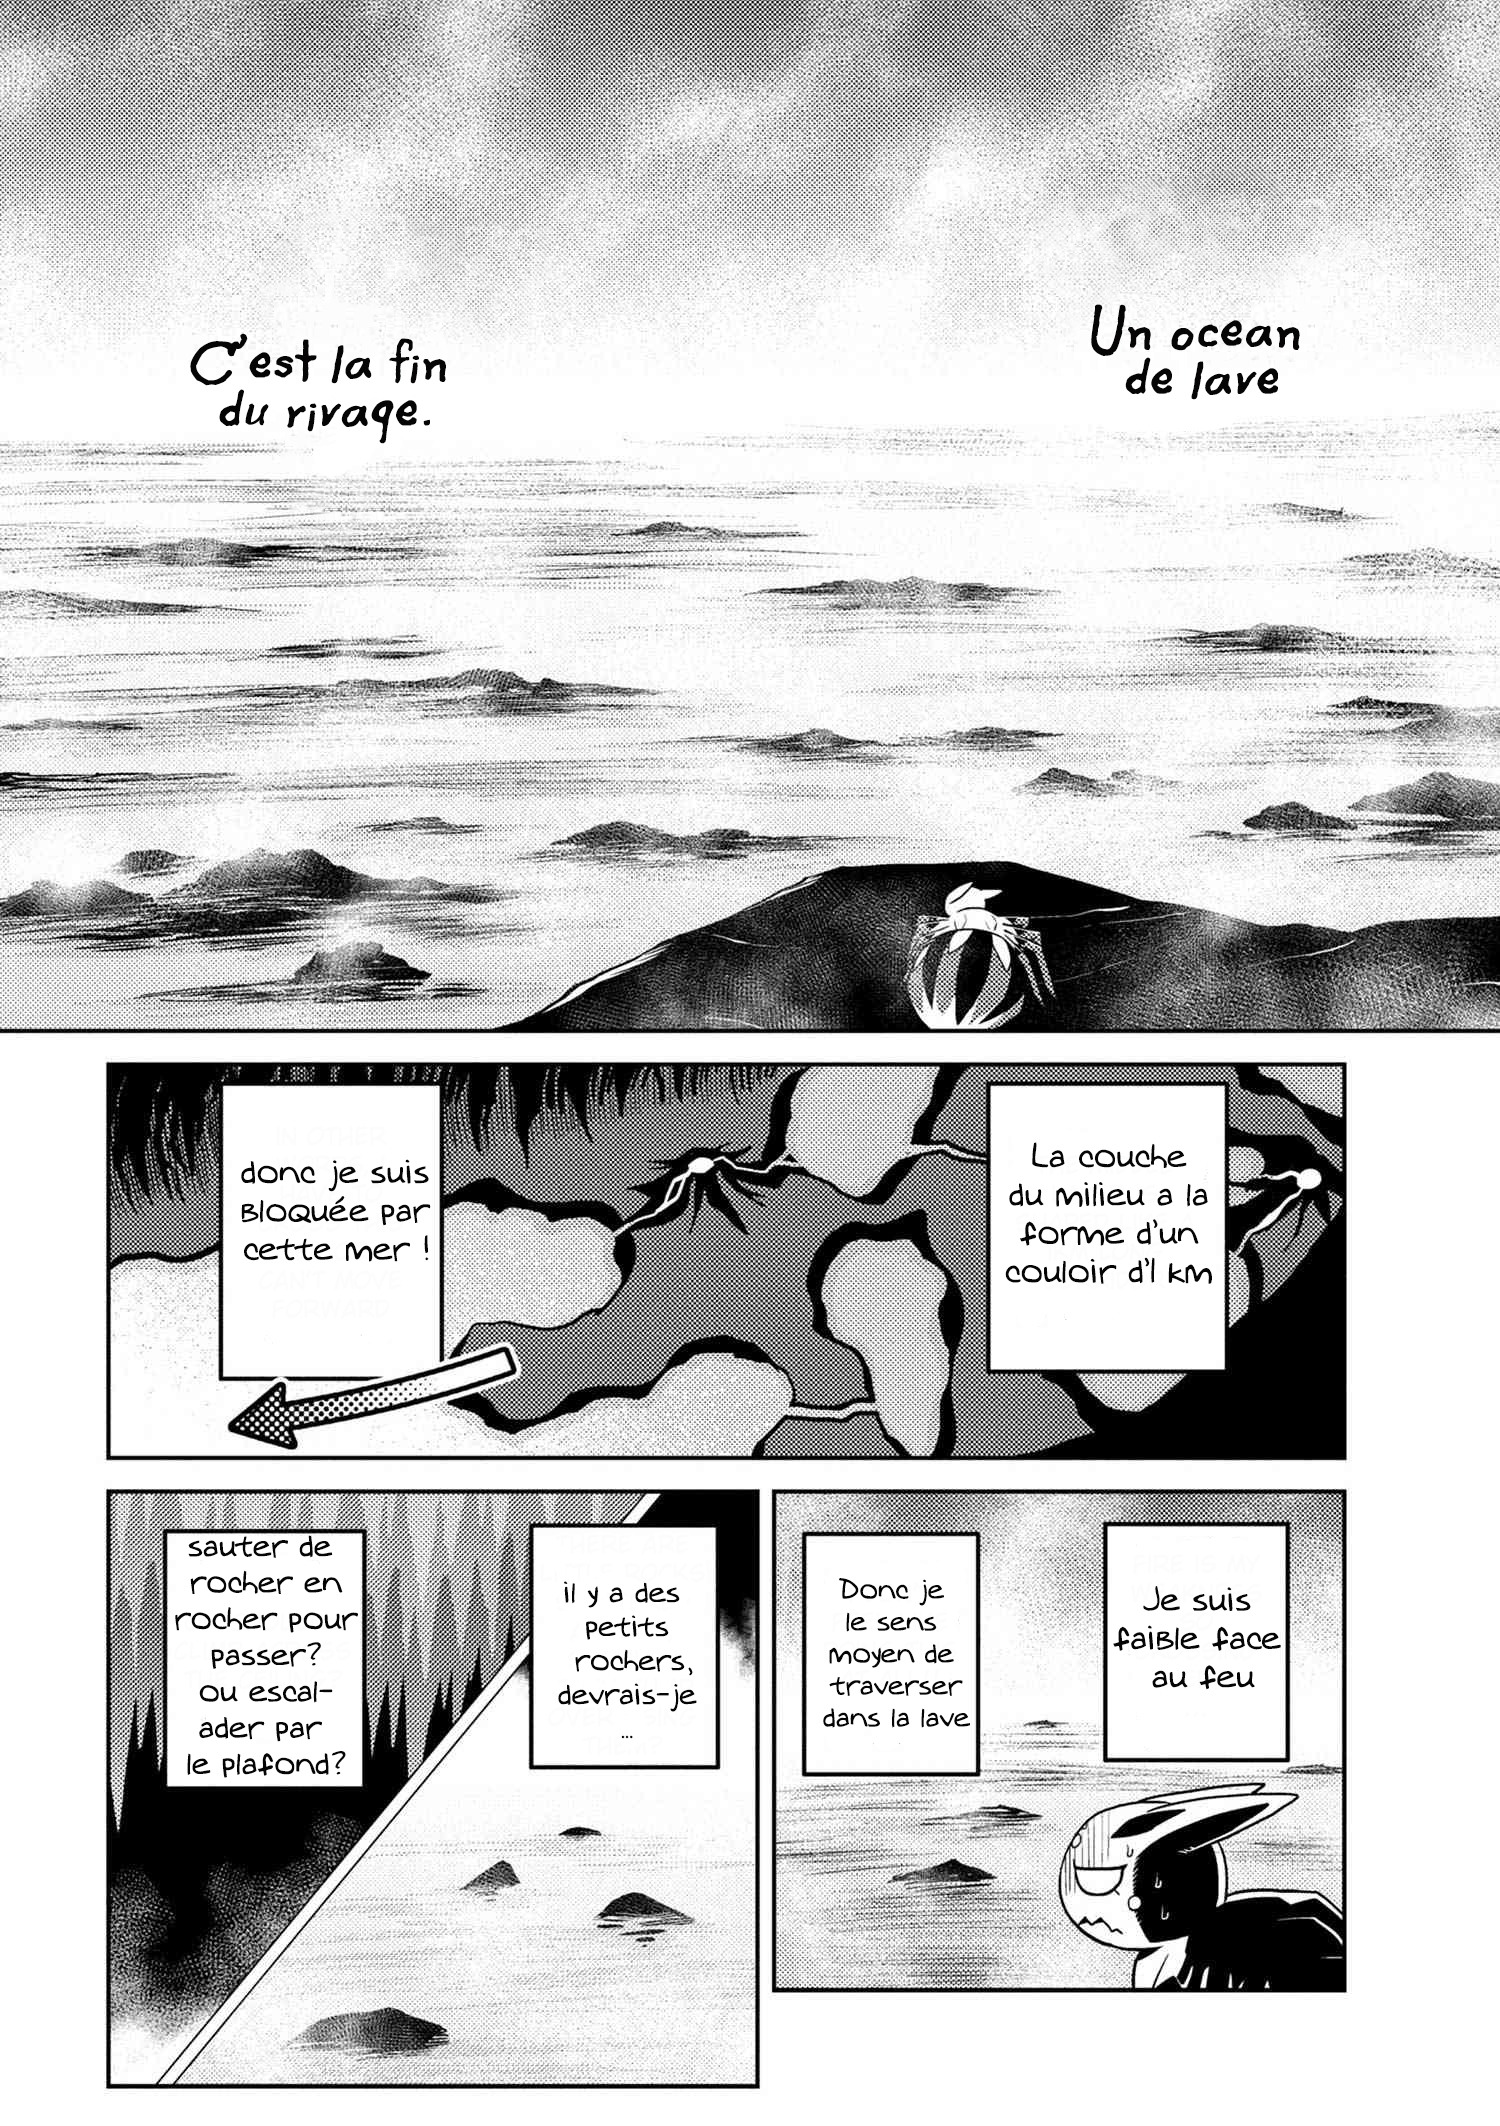 Un ocean
de lave
C'est la fin
du rivage.
La couche
du milieu a la
forme d'un
couloir d'1 km
donc je suis
bloquée par
cette mer !
Je suis
faible face
au feu
Donc je
le sens
moyen de
traverser
dans la lave
il y a des
petits
rochers,
devrais-je
...
sauter de
rocher en
rocher pour
passer?
ou escal-
ader par
le plafond?